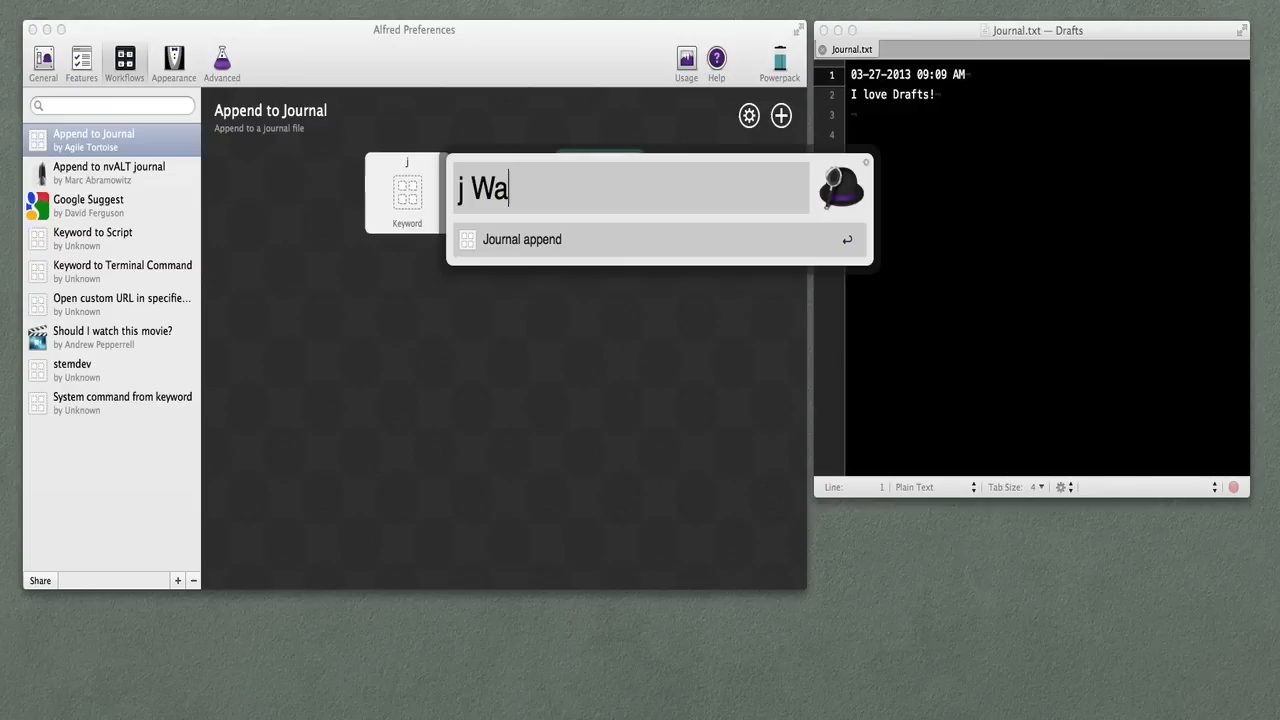 Alfred Preferences
General
Features
Workflows
Appearance
Advanced
Usage
Help
Powerpack
Append to Journal
by Agile Tortoise
Append to nvALT journal
by Marc Abramowitz
Google Suggest
by David Ferguson
Keyword to Script
by Unknown
Keyword to Terminal Command
by Unknown
Open custom URL in specifie...
by Unknown
Should I watch this movie?
by Andrew Pepperrell
stemdev
by Unknown
System command from keyword
by Unknown
Share
+
−
Append to Journal
Append to a journal file
j
Keyword
j Wa
Journal append
Journal.txt — Drafts
Journal.txt
1 03-27-2013 09:09 AM
2 I love Drafts!
3
4
Line: 1
Plain Text
Tab Size: 4